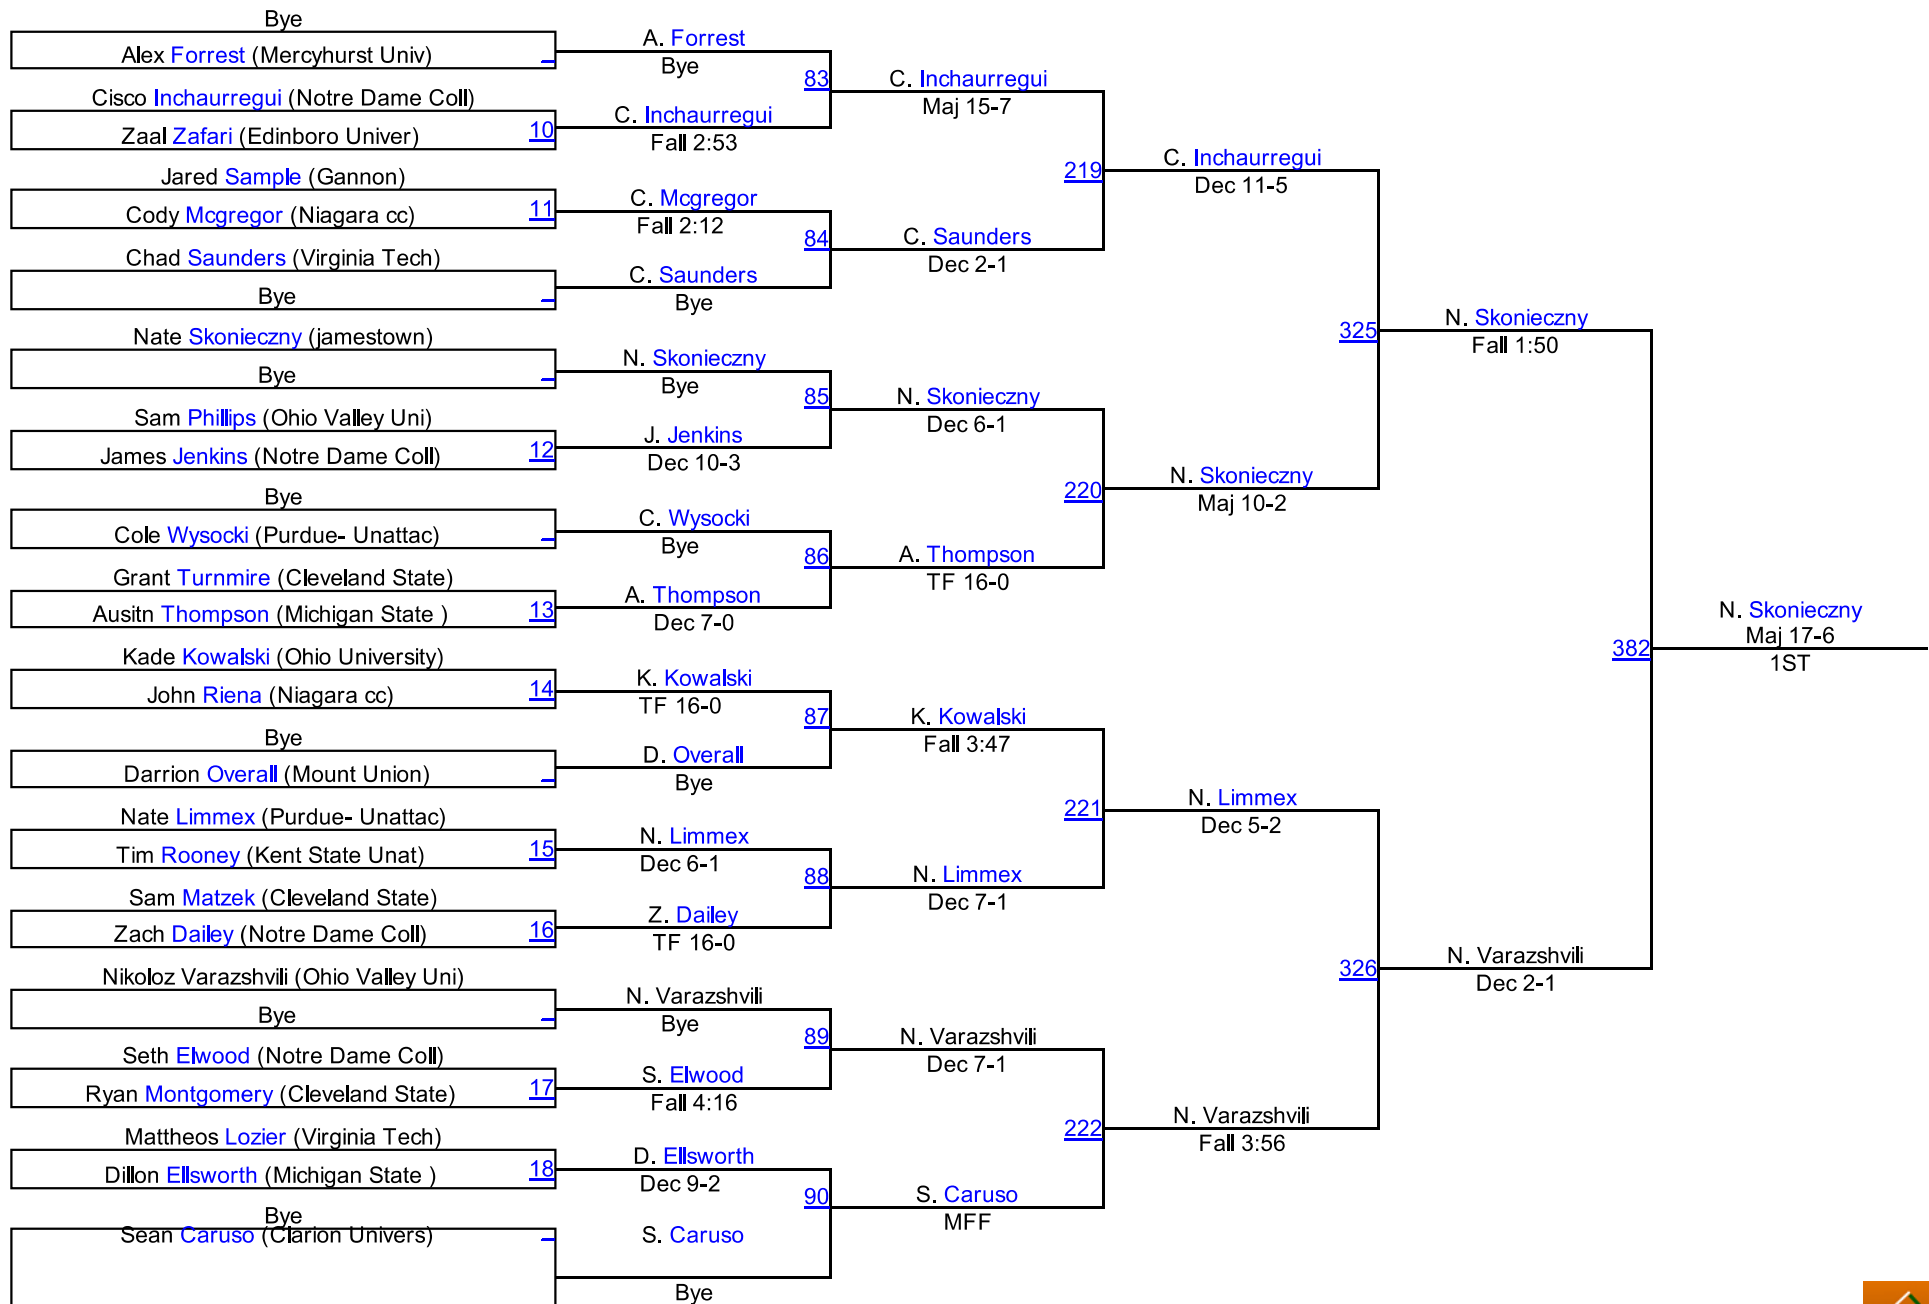 Bye
Alex Forrest (Mercyhurst Univ)
Cisco Inchaurregui (Notre Dame Coll)
Zaal Zafari (Edinboro Univer)
10
Jared Sample (Gannon)
Cody Mcgregor (Niagara cc)
11
Chad Saunders (Virginia Tech)
Bye
Nate Skonieczny (jamestown)
Bye
Sam Phillips (Ohio Valley Uni)
James Jenkins (Notre Dame Coll)
12
Bye
Cole Wysocki (Purdue- Unattac)
Grant Turnmire (Cleveland State)
Ausitn Thompson (Michigan State )
13
Kade Kowalski (Ohio University)
John Riena (Niagara cc)
14
Bye
Darrion Overall (Mount Union)
Nate Limmex (Purdue- Unattac)
Tim Rooney (Kent State Unat)
15
Sam Matzek (Cleveland State)
Zach Dailey (Notre Dame Coll)
16
Nikoloz Varazshvili (Ohio Valley Uni)
Bye
Seth Elwood (Notre Dame Coll)
Ryan Montgomery (Cleveland State)
17
Mattheos Lozier (Virginia Tech)
Dillon Ellsworth (Michigan State )
18
Bye
Sean Caruso (Clarion Univers)
A. Forrest
Bye
83
C. Inchaurregui
Fall 2:53
C. Mcgregor
Fall 2:12
84
C. Saunders
Bye
N. Skonieczny
Bye
85
J. Jenkins
Dec 10-3
C. Wysocki
Bye
86
A. Thompson
Dec 7-0
K. Kowalski
TF 16-0
87
D. Overall
Bye
N. Limmex
Dec 6-1
88
Z. Dailey
TF 16-0
N. Varazshvili
Bye
89
S. Elwood
Fall 4:16
D. Ellsworth
Dec 9-2
90
S. Caruso
Bye
C. Inchaurregui
Maj 15-7
219
C. Saunders
Dec 2-1
N. Skonieczny
Dec 6-1
220
A. Thompson
TF 16-0
K. Kowalski
Fall 3:47
221
N. Limmex
Dec 7-1
N. Varazshvili
Dec 7-1
222
S. Caruso
MFF
C. Inchaurregui
Dec 11-5
325
N. Skonieczny
Maj 10-2
N. Limmex
Dec 5-2
326
N. Varazshvili
Fall 3:56
N. Skonieczny
Fall 1:50
382
N. Varazshvili
Dec 2-1
N. Skonieczny
Maj 17-6
1ST